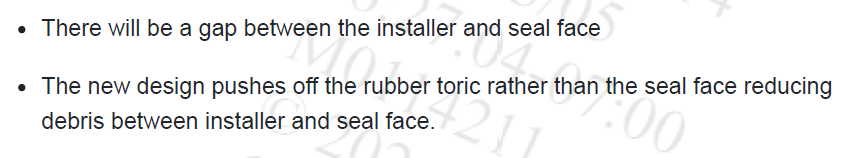 • There will be a gap between the installer and seal face
• The new design pushes off the rubber toric rather than the seal face reducing
debris between installer and seal face.
M0114211